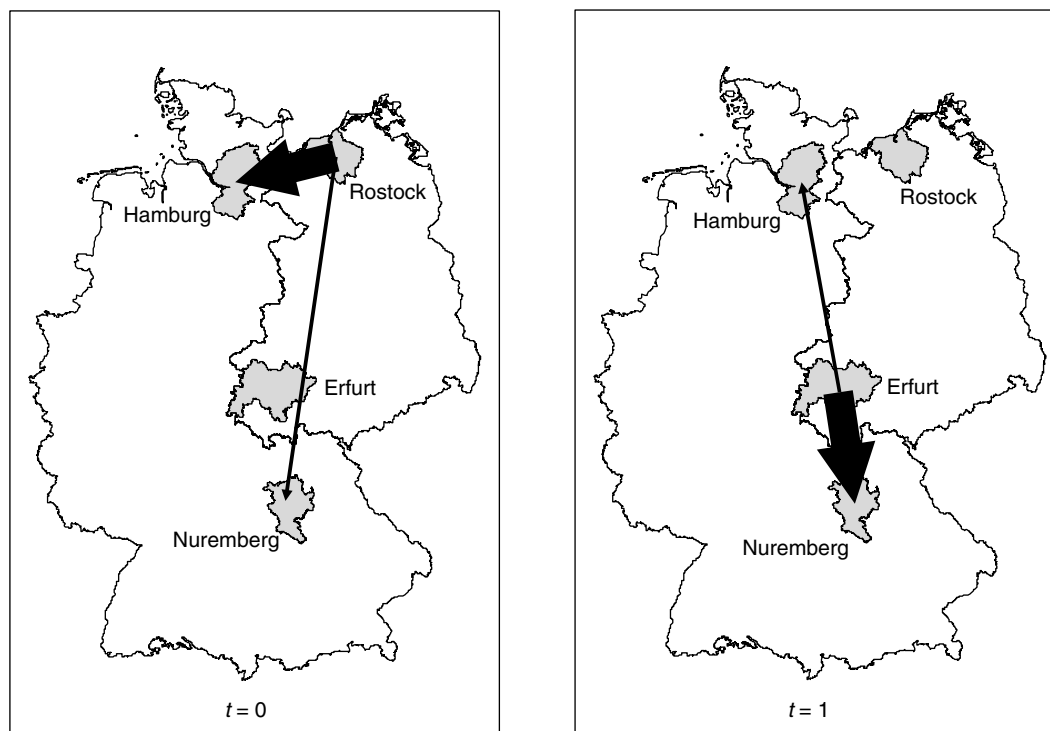 Hamburg
Rostock
Erfurt
Nuremberg
t = 0
Hamburg
Rostock
Erfurt
Nuremberg
t = 1